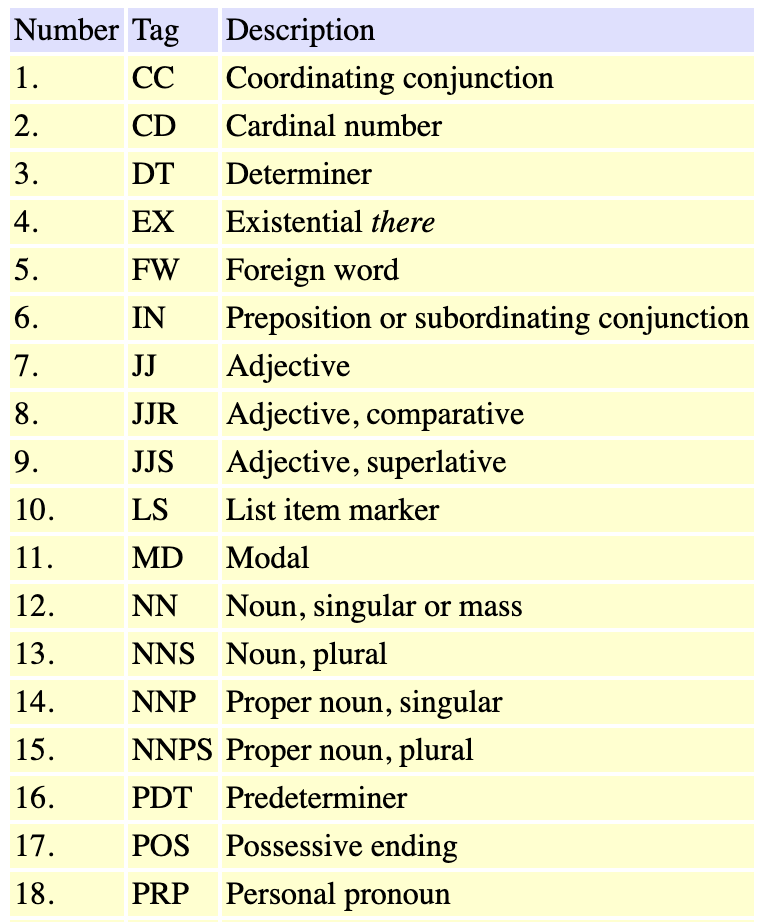 Number Tag Description
1. CC Coordinating conjunction
2. CD Cardinal number
3. DT Determiner
4. EX Existential there
5. FW Foreign word
6. IN Preposition or subordinating conjunction
7. JJ Adjective
8. JJR Adjective, comparative
9. JJS Adjective, superlative
10. LS List item marker
11. MD Modal
12. NN Noun, singular or mass
13. NNS Noun, plural
14. NNP Proper noun, singular
15. NNPS Proper noun, plural
16. PDT Predeterminer
17. POS Possessive ending
18. PRP Personal pronoun